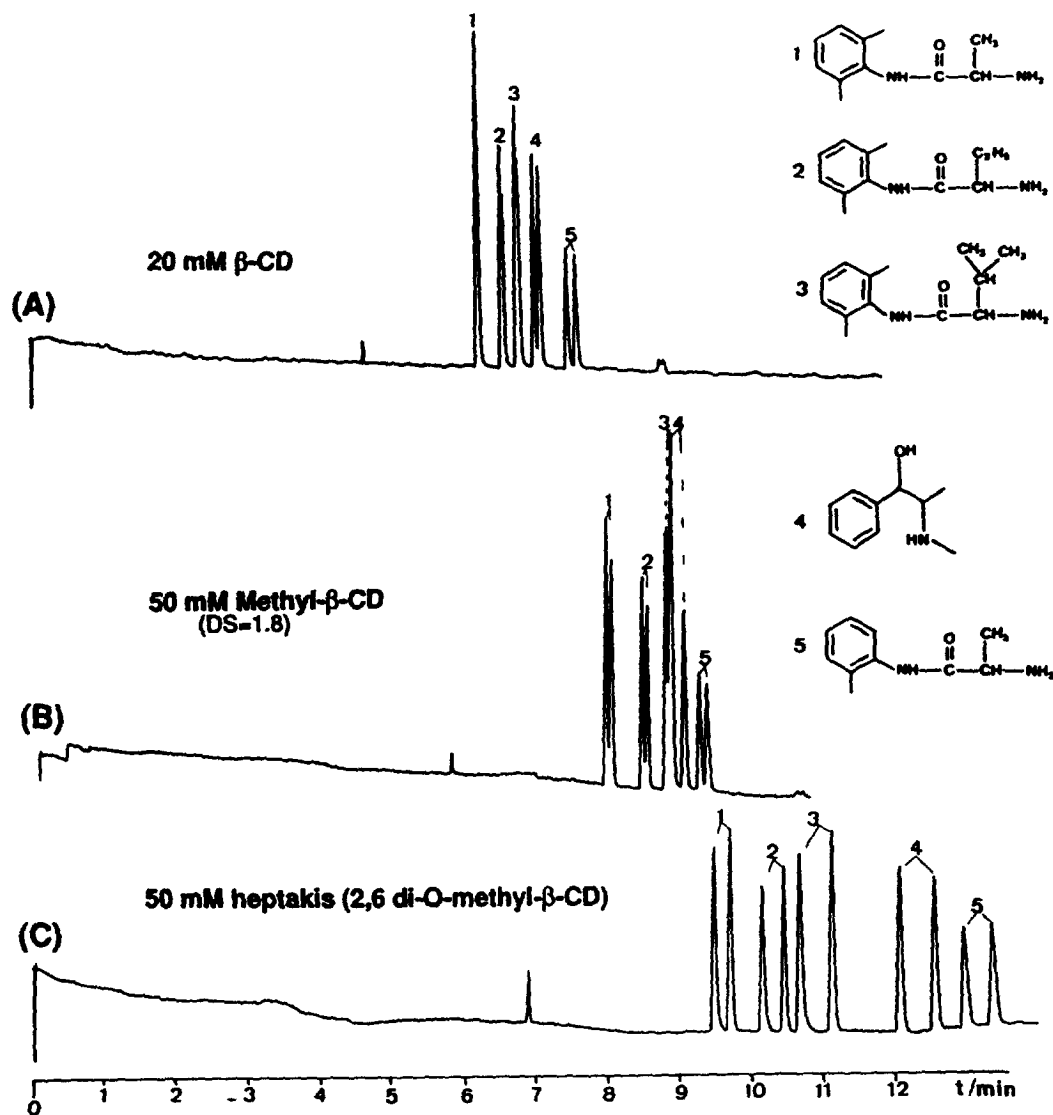 1
2
3
4
5
20 mM β-CD
(A)
1
O
CH₃
NH
C
CH
NH₂
2
O
C₂H₅
NH
C
CH
NH₂
3
O
CH₃
CH₃
CH
NH
C
CH
NH₂
1
2
3 4
5
50 mM Methyl-β-CD
(DS=1.8)
(B)
4
OH
HN
5
O
CH₃
NH
C
CH
NH₂
1
2
3
4
5
50 mM heptakis (2,6 di-O-methyl-β-CD)
(C)
0 1 2 3 4 5 6 7 8 9 10 11 12 t/min